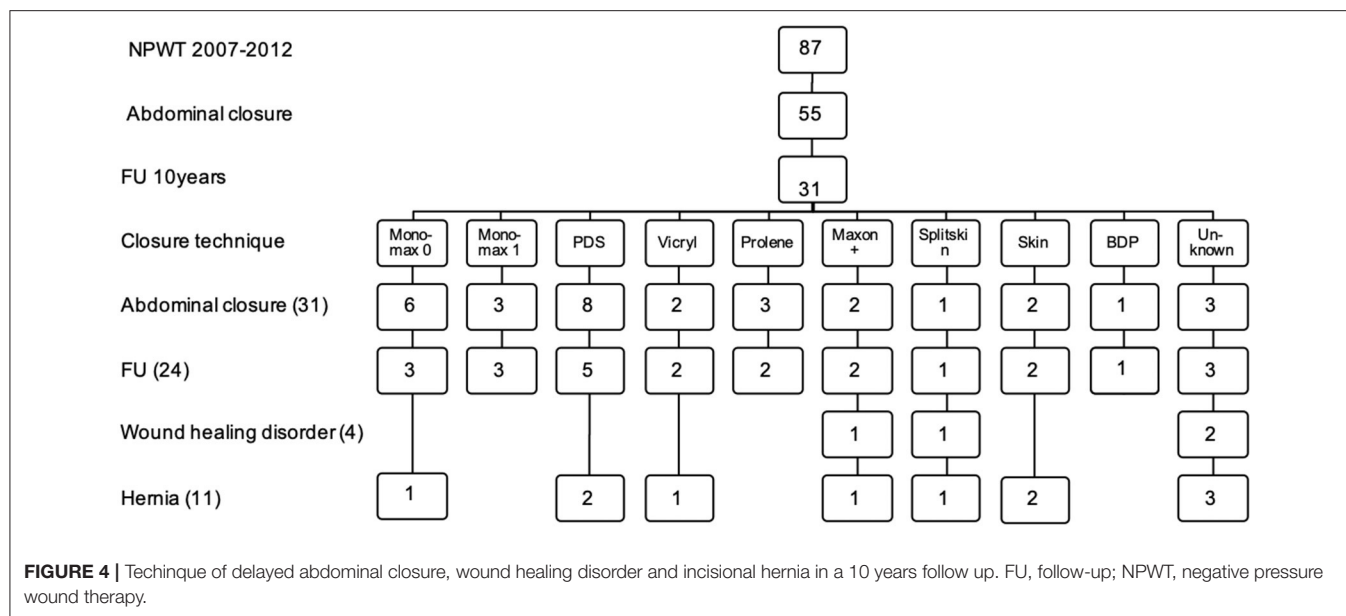 NPWT 2007-2012 87
Abdominal closure 55
FU 10years 31
Closure technique Mono-max 0 Mono-max 1 PDS Vicryl Prolene Maxon + Splitski n Skin BDP Un-known
Abdominal closure (31) 6 3 8 2 3 2 1 2 1 3
FU (24) 3 3 5 2 2 2 1 2 1 3
Wound healing disorder (4) 1 1 2
Hernia (11) 1 2 1 1 1 2 3
FIGURE 4 | Techinque of delayed abdominal closure, wound healing disorder and incisional hernia in a 10 years follow up. FU, follow-up; NPWT, negative pressure
wound therapy.